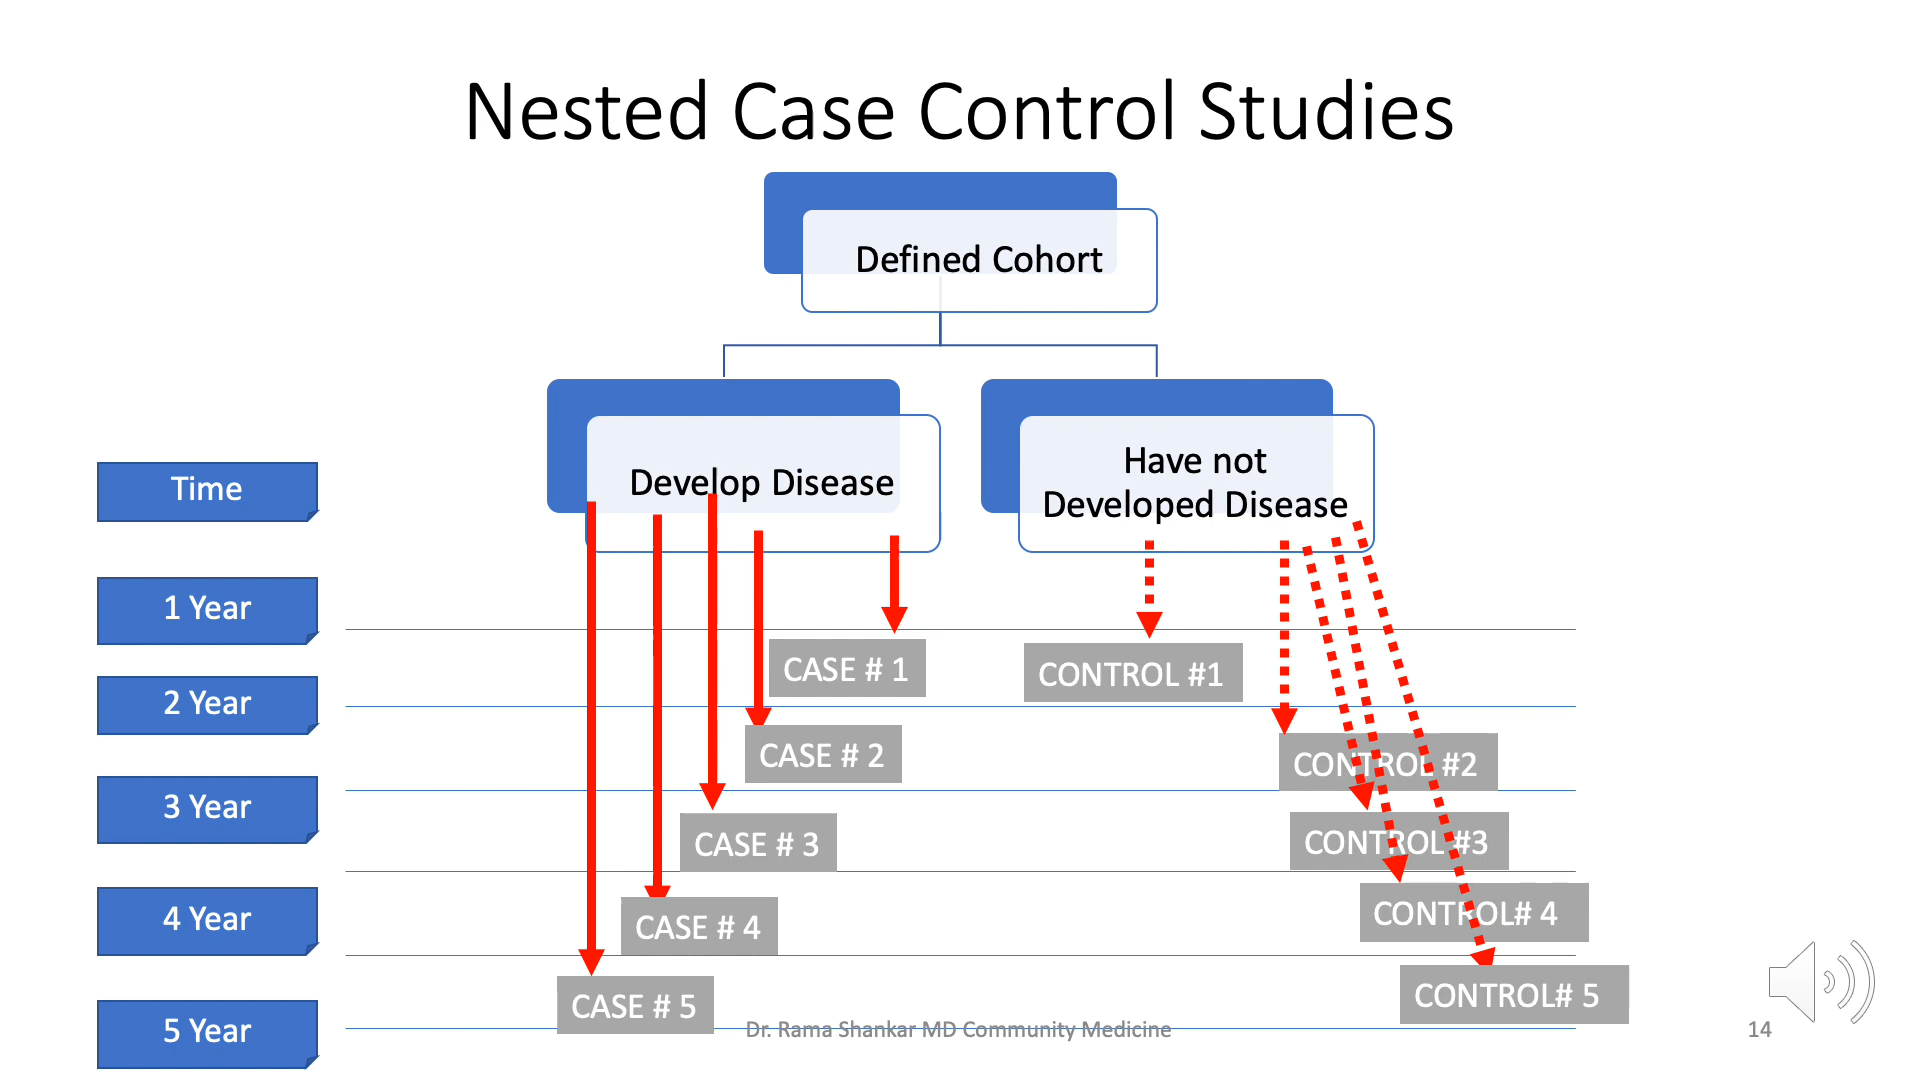 Nested Case Control Studies
Defined Cohort
Develop Disease
Have not
Developed Disease
Time
1 Year
CASE # 1
CONTROL #1
2 Year
CASE # 2
CONTROL #2
3 Year
CASE # 3
CONTROL #3
4 Year
CASE # 4
CONTROL# 4
5 Year
CASE # 5
CONTROL# 5
Dr. Rama Shankar MD Community Medicine
14